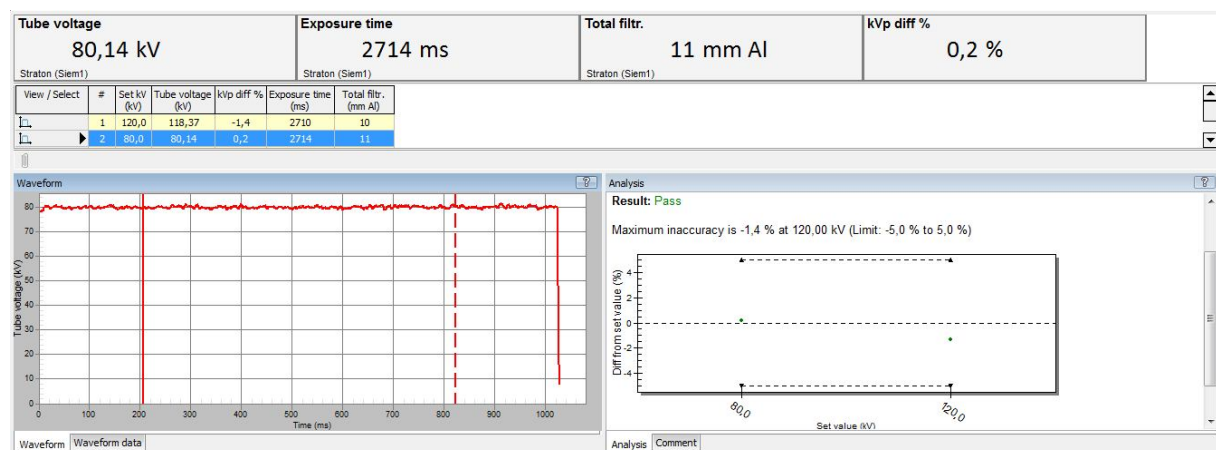 Tube voltage Exposure time Total filtr. kVp diff %
80,14 kV 2714 ms 11 mm Al 0,2 %
Straton (Siem1) Straton (Siem1) Straton (Siem1)
View / Select # Set kV Tube voltage kVp diff % Exposure time Total filtr.
(kV) (kV) (ms) (mm Al)
1 120,0 118,37 -1,4 2710 10
2 80,0 80,14 0,2 2714 11
Waveform
80
70
60
50
40
30
20
10
0
Tube voltage (kV)
0 100 200 300 400 500 600 700 800 900 1000
Time (ms)
Waveform Waveform data
Analysis
Result: Pass
Maximum inaccuracy is -1,4 % at 120,00 kV (Limit: -5,0 % to 5,0 %)
Diff from set value (%)
4
2
0
-2
-4
80,0 120,0
Set value (kV)
Analysis Comment